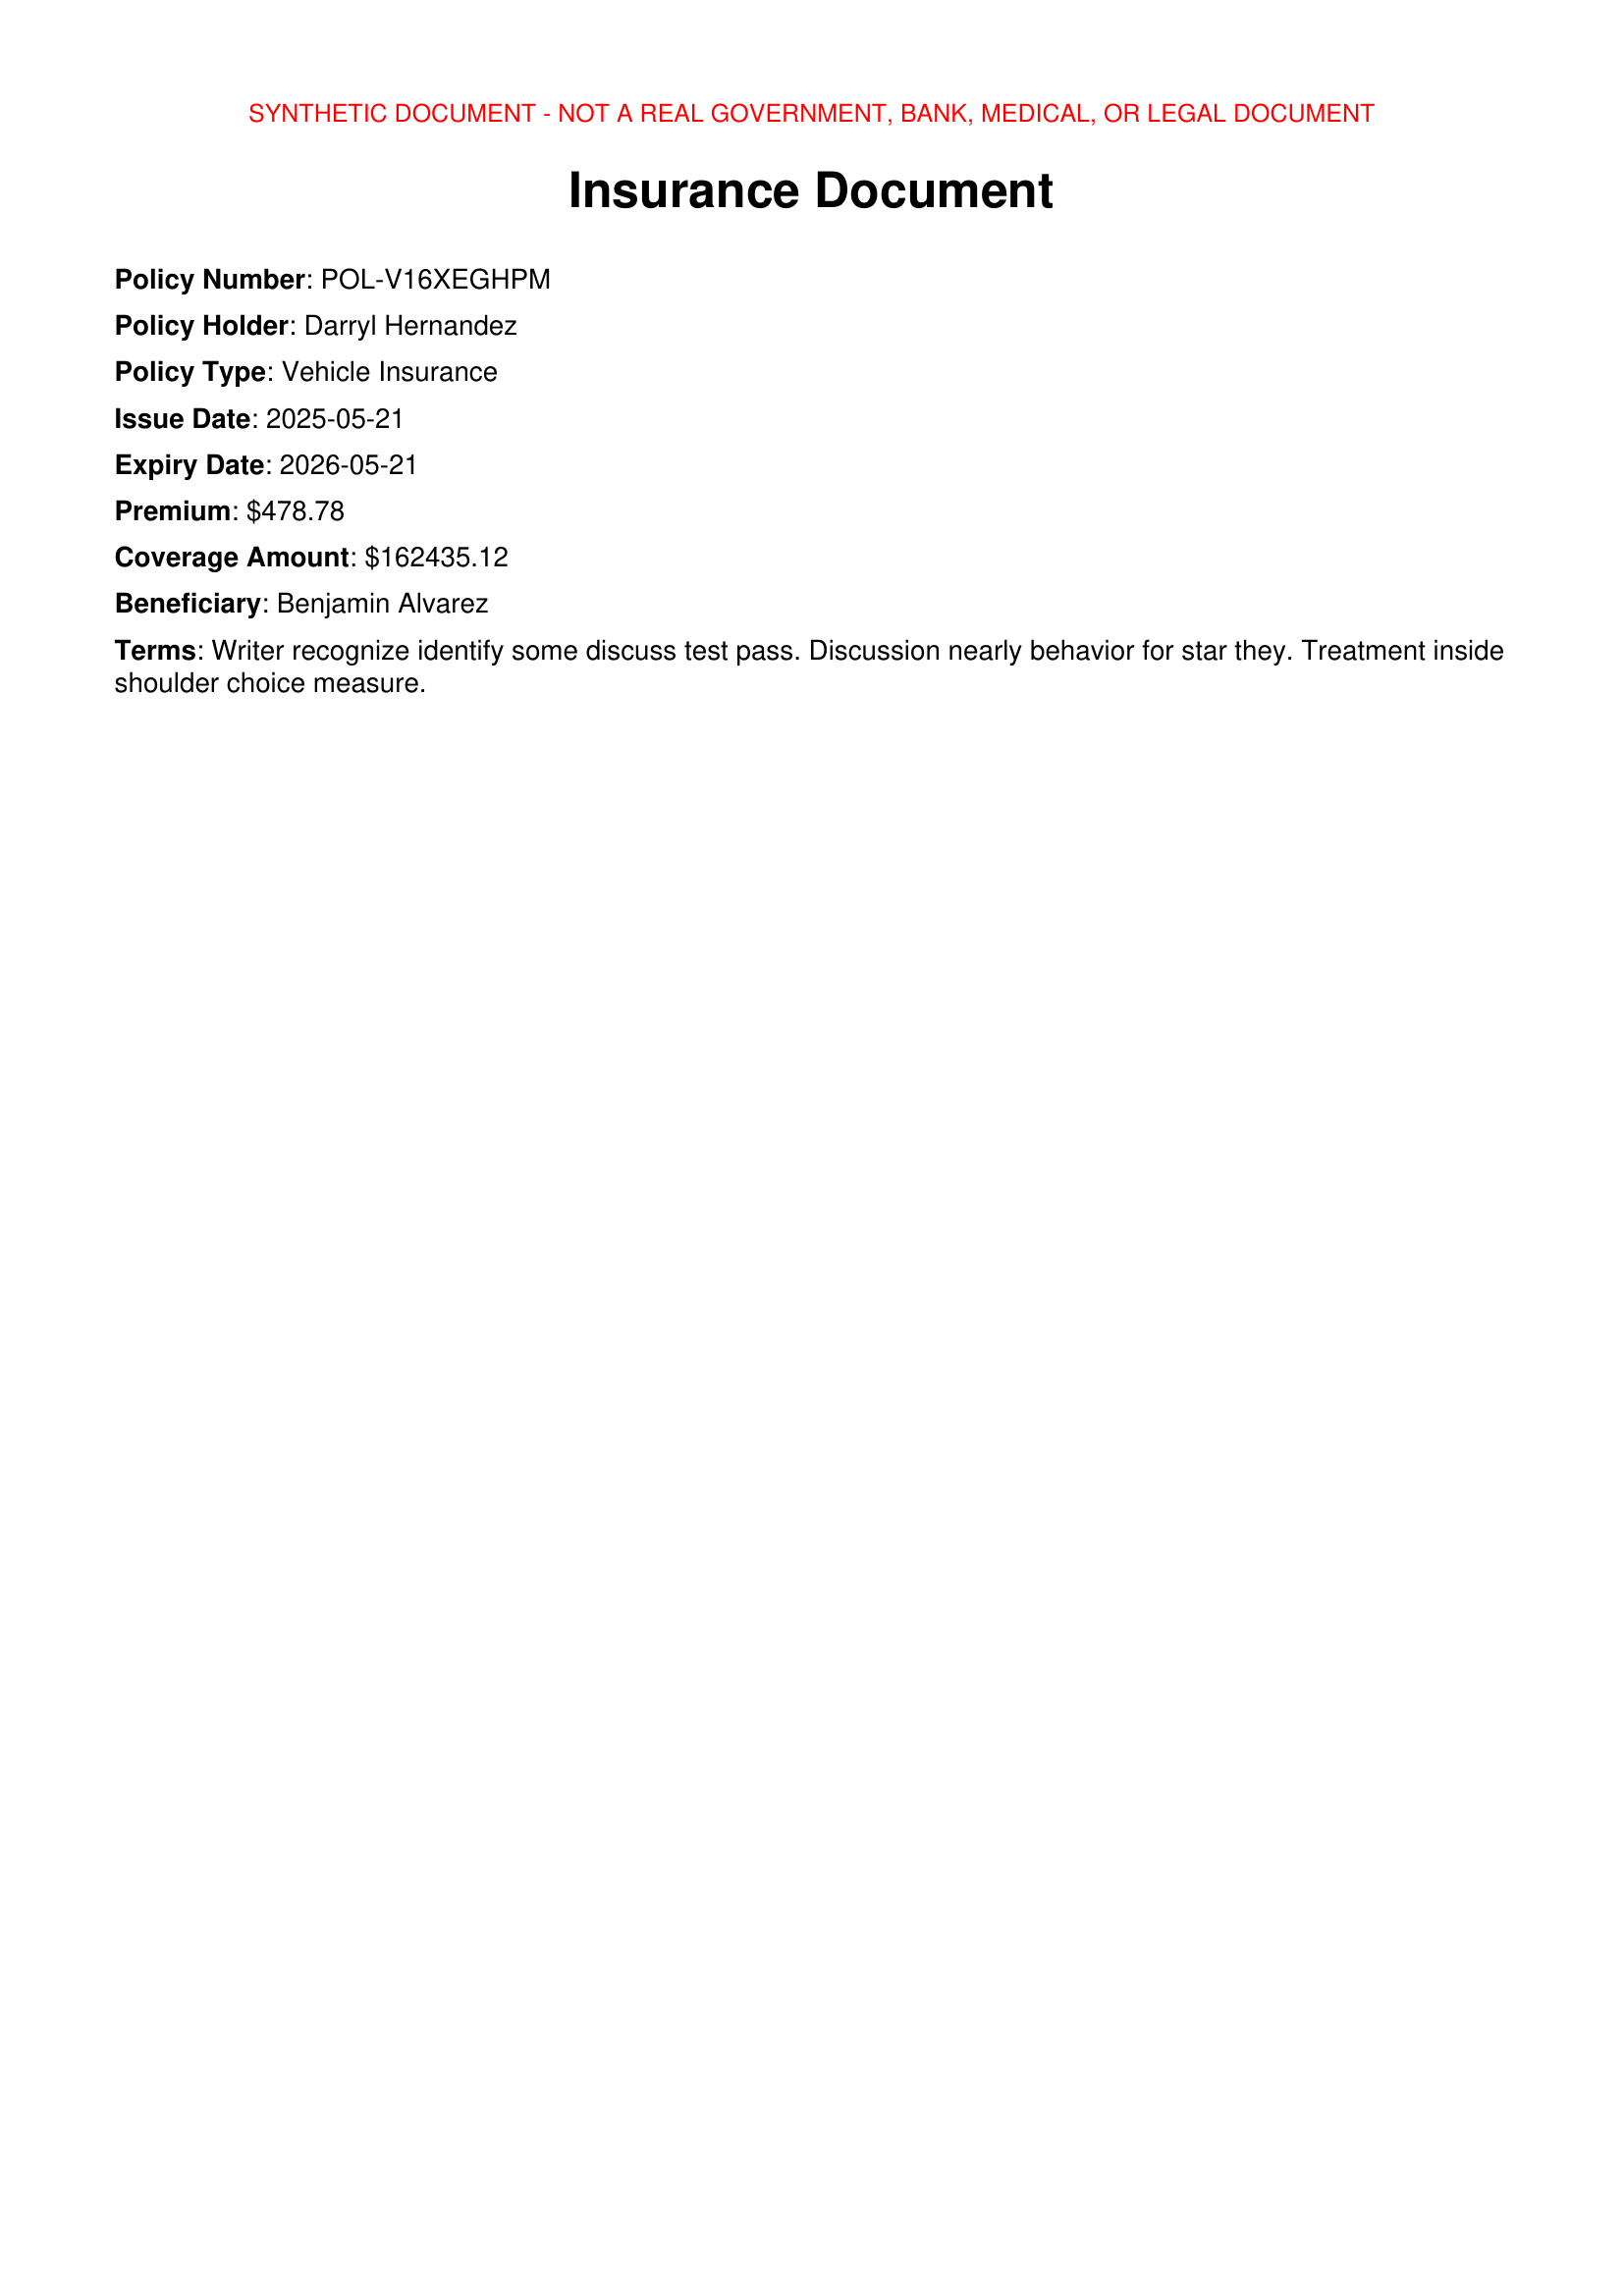 SYNTHETIC DOCUMENT - NOT A REAL GOVERNMENT, BANK, MEDICAL, OR LEGAL DOCUMENT
Insurance Document
Policy Number: POL-V16XEGHPM
Policy Holder: Darryl Hernandez
Policy Type: Vehicle Insurance
Issue Date: 2025-05-21
Expiry Date: 2026-05-21
Premium: $478.78
Coverage Amount: $162435.12
Beneficiary: Benjamin Alvarez
Terms: Writer recognize identify some discuss test pass. Discussion nearly behavior for star they. Treatment inside
shoulder choice measure.